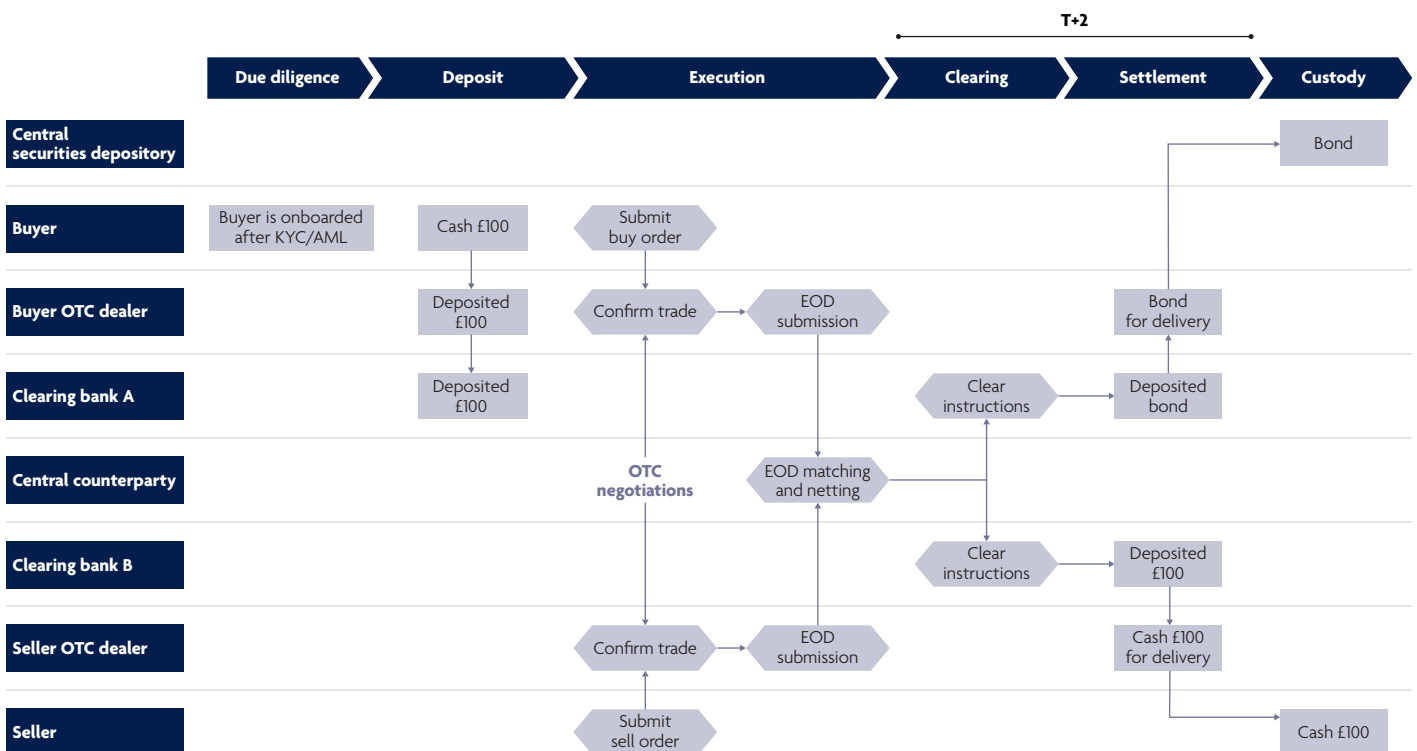 T+2
Due diligence
Deposit
Execution
Clearing
Settlement
Custody
Central
securities depository
Bond
Buyer
Buyer is onboarded
after KYC/AML
Cash £100
Submit
buy order
Buyer OTC dealer
Deposited
£100
Confirm trade
EOD
submission
Bond
for delivery
Clearing bank A
Deposited
£100
Clear
instructions
Deposited
bond
Central counterparty
OTC
negotiations
EOD matching
and netting
Clearing bank B
Clear
instructions
Deposited
£100
Seller OTC dealer
Confirm trade
EOD
submission
Cash £100
for delivery
Seller
Submit
sell order
Cash £100